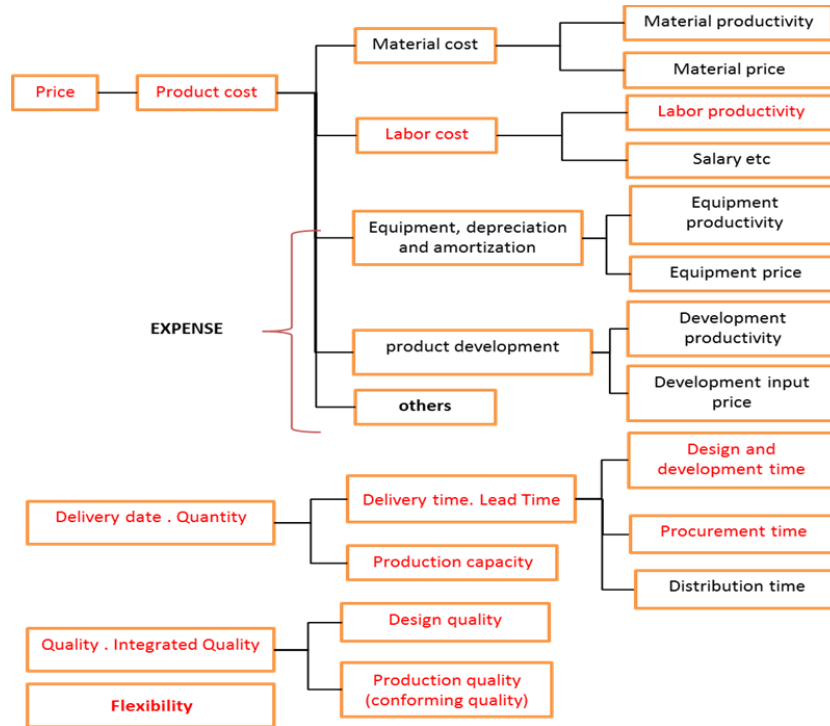 Material productivity
Material cost
Material price
Price
Product cost
Labor productivity
Labor cost
Salary etc
Equipment
productivity
Equipment, depreciation
and amortization
Equipment price
EXPENSE
Development
productivity
product development
Development input
price
others
Design and
development time
Delivery time. Lead Time
Delivery date . Quantity
Procurement time
Production capacity
Distribution time
Design quality
Quality . Integrated Quality
Production quality
(conforming quality)
Flexibility